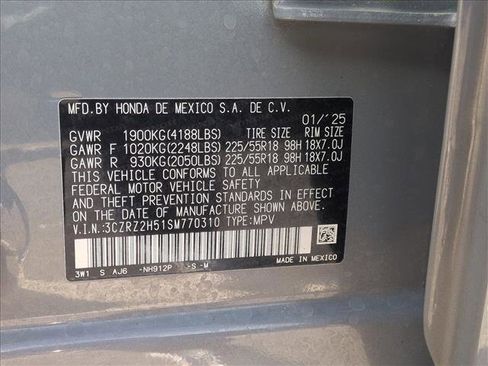 MFD.BY HONDA DE MEXICO S.A. DE C.V.
01/'25
GVWR 1900KG(4188LBS) TIRE SIZE RIM SIZE
GAWR F 1020KG(2248LBS) 225/55R18 98H 18X7.0J
GAWR R 930KG(2050LBS) 225/55R18 98H 18X7.0J
THIS VEHICLE CONFORMS TO ALL APPLICABLE
FEDERAL MOTOR VEHICLE SAFETY
AND THEFT PREVENTION STANDARDS
IN EFFECT ON THE DATE OF
MANUFACTURE SHOWN ABOVE.
V.I.N.:3CZRZ2H51SM770310 TYPE:MPV
3W1 S AJ6 -NH912P -S-M
MADE IN MEXICO